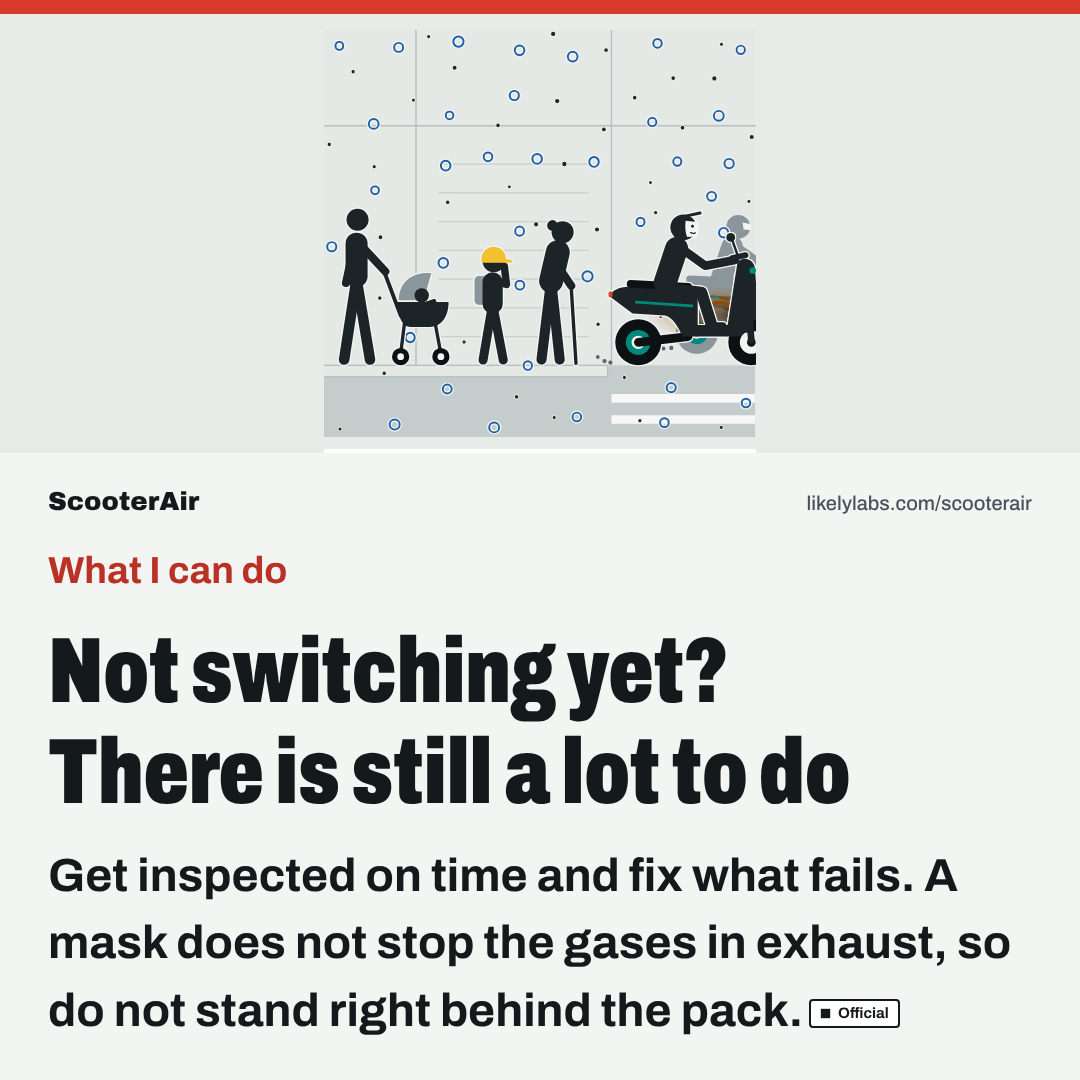 ScooterAir
likelylabs.com/scooterair
What I can do
Not switching yet?
There is still a lot to do
Get inspected on time and fix what fails. A
mask does not stop the gases in exhaust, so
do not stand right behind the pack. Official